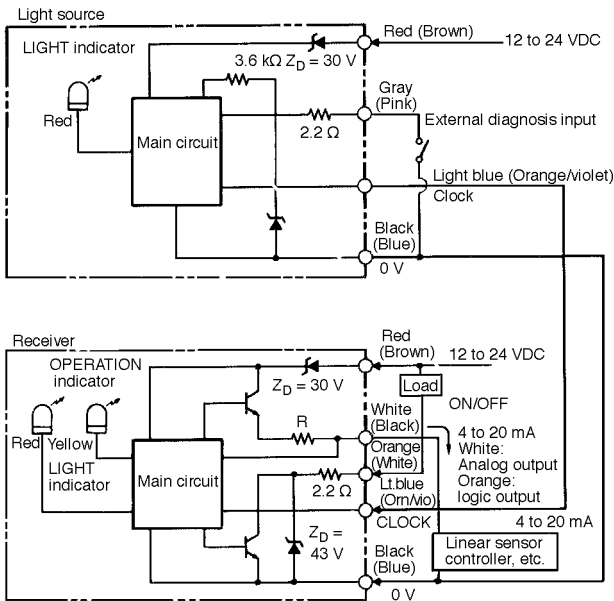 Light source
LIGHT indicator
Red
Main circuit
3.6 kΩ Z_D = 30 V
2.2 Ω
Red (Brown)
12 to 24 VDC
Gray
(Pink)
External diagnosis input
Light blue (Orange/violet)
Clock
Black
(Blue)
0 V
Receiver
OPERATION
indicator
Red
Yellow
LIGHT
indicator
Main circuit
Z_D = 30 V
R
2.2 Ω
Z_D =
43 V
Red
(Brown)
12 to 24 VDC
Load
ON/OFF
White
(Black)
Orange
(White)
Lt.blue
(Orn/vio)
CLOCK
4 to 20 mA
White:
Analog output
Orange:
logic output
4 to 20 mA
Linear sensor
controller, etc.
Black
(Blue)
0 V